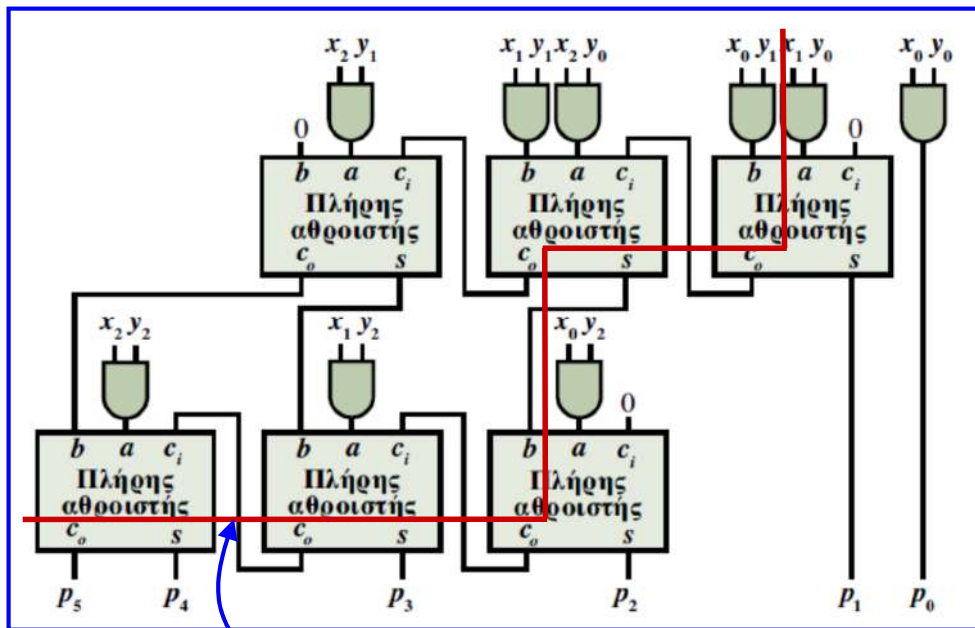 x₂ y₁ x₁ y₁ x₂ y₀ x₀ y₁ x₁ y₀ x₀ y₀
0 0
b a cᵢ b a cᵢ b a cᵢ
Πλήρης Πλήρης Πλήρης
αθροιστής αθροιστής αθροιστής
cₒ s cₒ s cₒ s
x₂ y₂ x₁ y₂ x₀ y₂
0
b a cᵢ b a cᵢ b a cᵢ
Πλήρης Πλήρης Πλήρης
αθροιστής αθροιστής αθροιστής
cₒ s cₒ s cₒ s
p₅ p₄ p₃ p₂ p₁ p₀